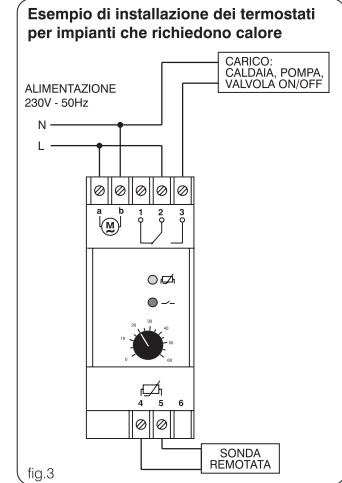 Esempio di installazione dei termostati
per impianti che richiedono calore
CARICO:
CALDAIA, POMPA,
VALVOLA ON/OFF
ALIMENTAZIONE
230V - 50Hz
N
L
a b 1 2 3
M
0 10 20 30 40 50 60
4 5 6
SONDA
REMOTATA
fig.3